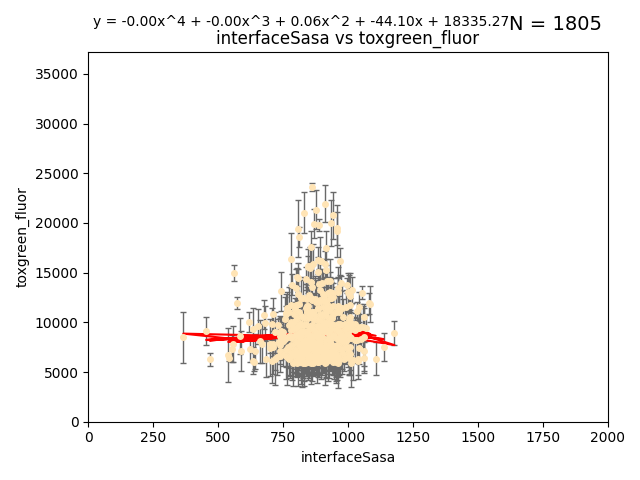 y = -0.00x^4 + -0.00x^3 + 0.06x^2 + -44.10x + 18335.27
N = 1805
interfaceSasa vs toxgreen_fluor
35000
30000
25000
20000
15000
10000
5000
0
toxgreen_fluor
0 250 500 750 1000 1250 1500 1750 2000
interfaceSasa